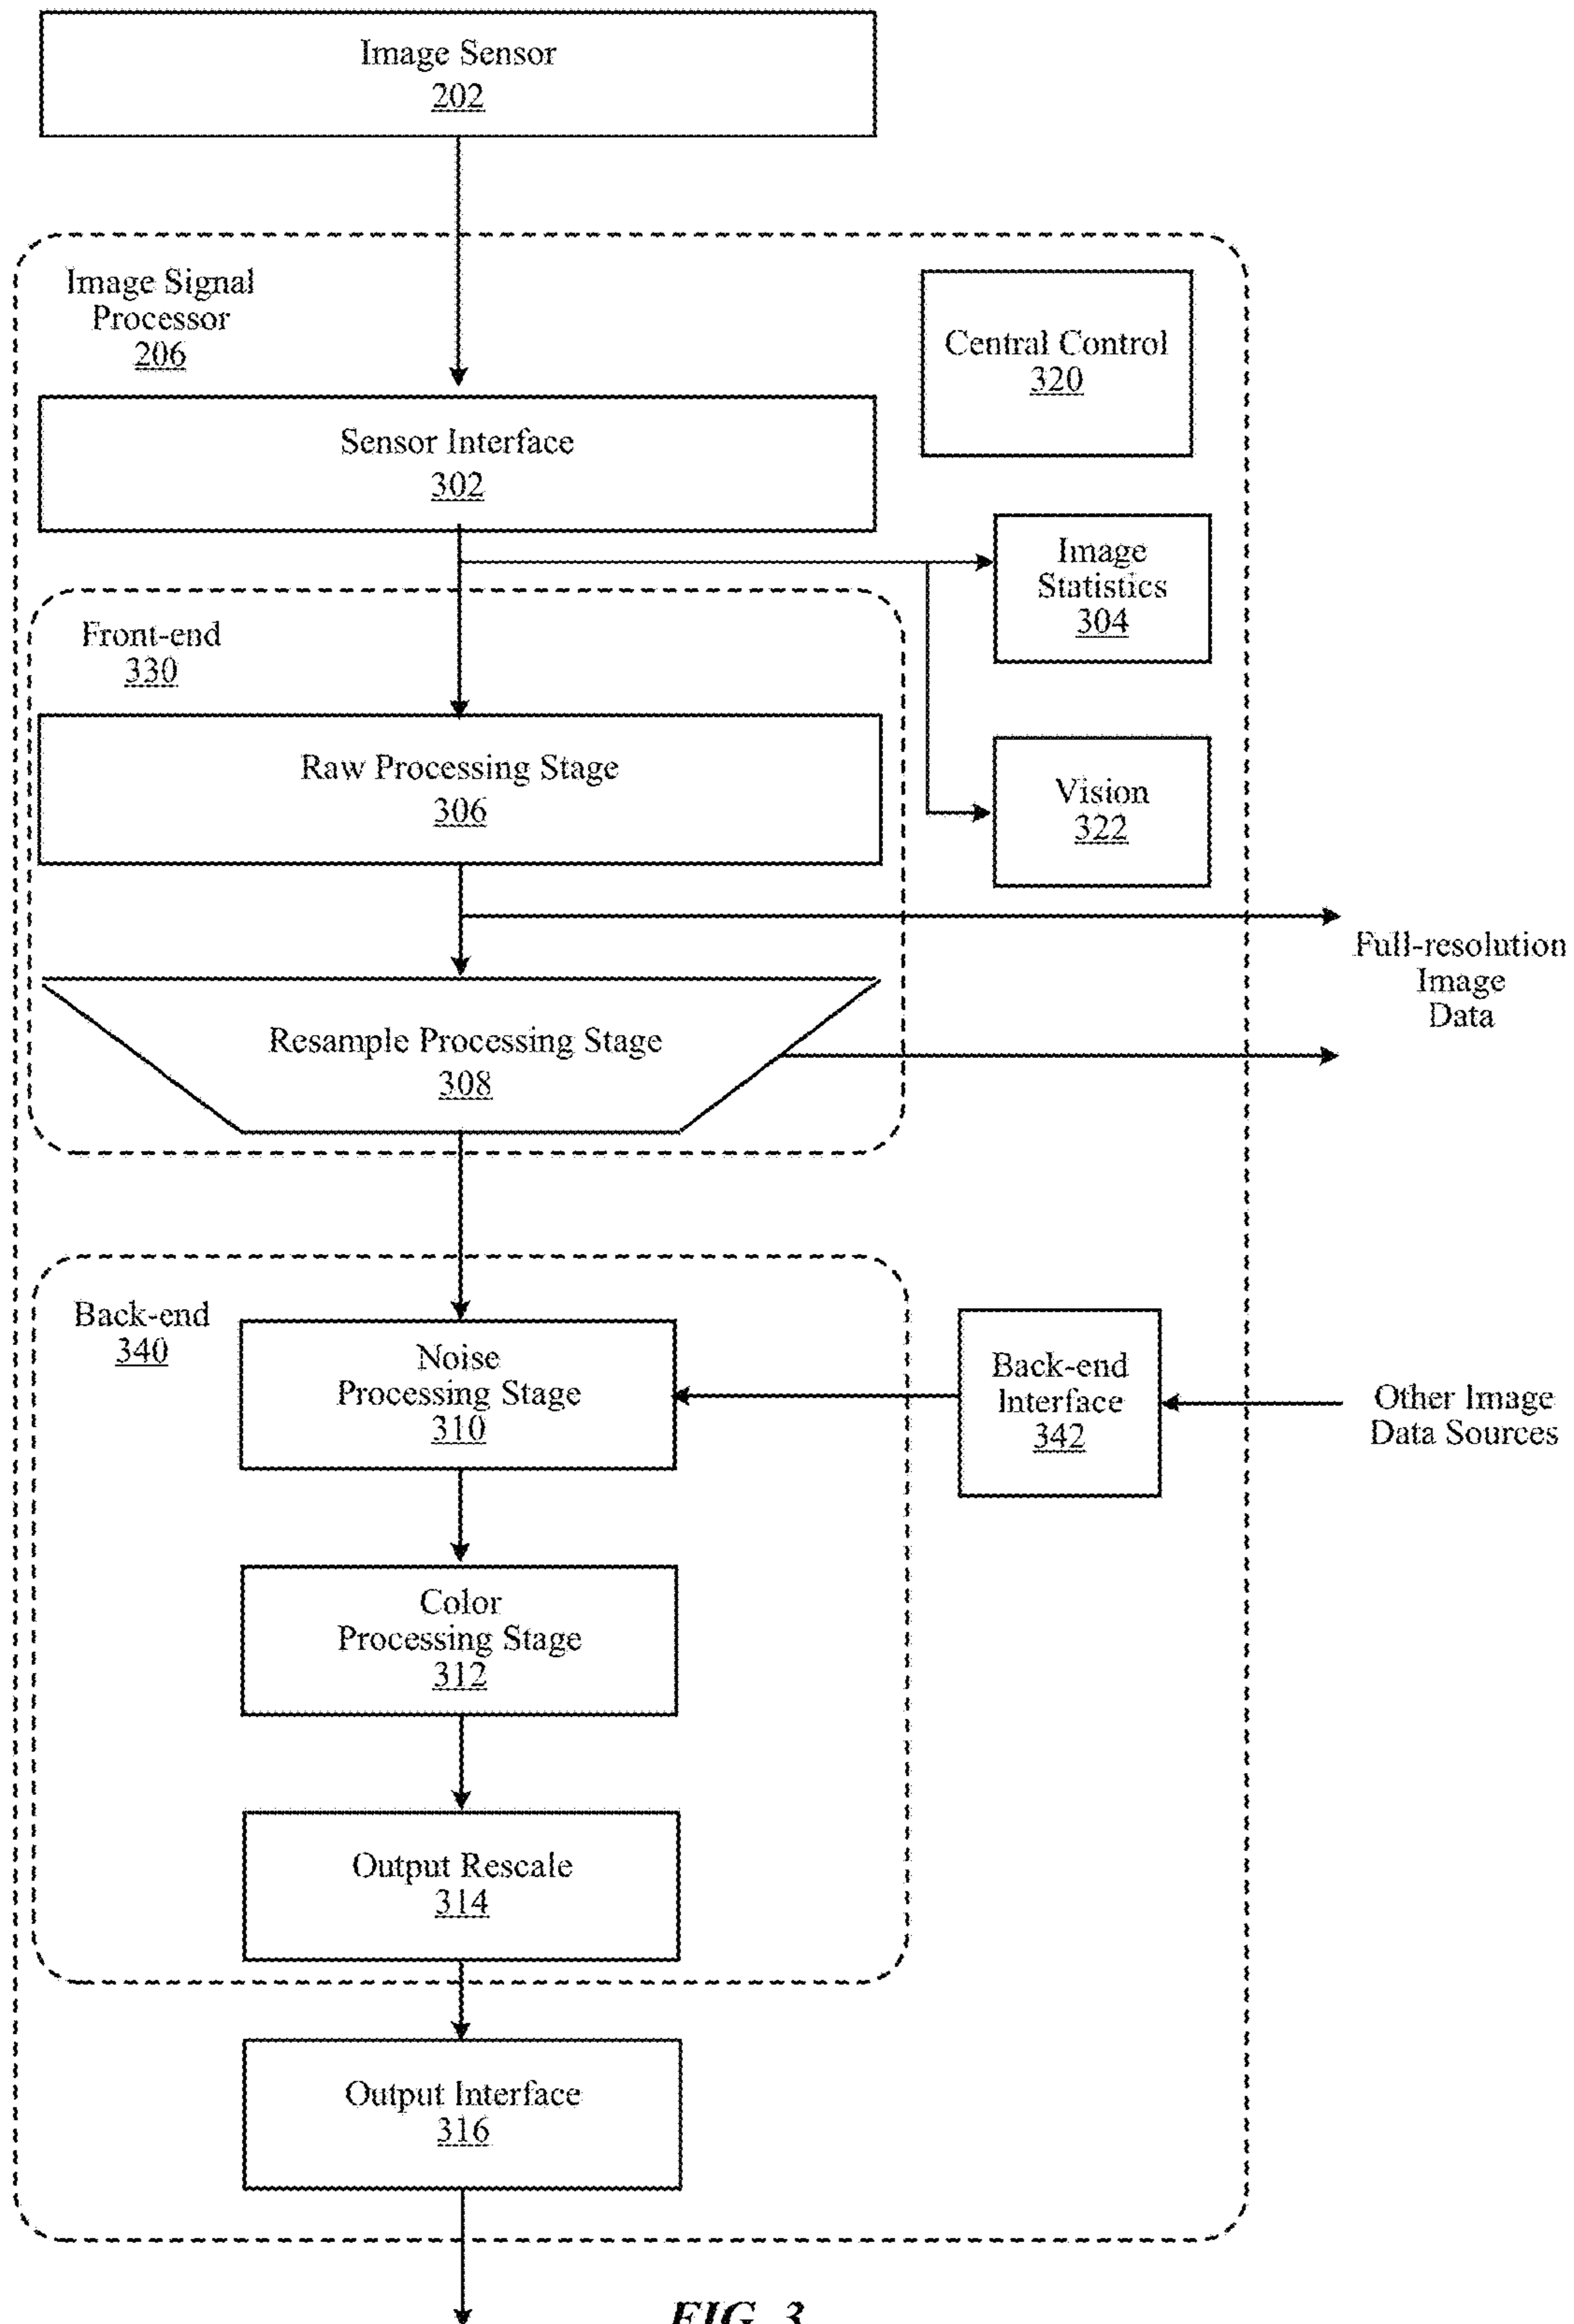 Image Sensor
202
Image Signal
Processor
206
Central Control
320
Sensor Interface
302
Image
Statistics
304
Front-end
330
Raw Processing Stage
306
Vision
322
Full-resolution
Image
Data
Resample Processing Stage
308
Back-end
340
Noise
Processing Stage
310
Back-end
Interface
342
Other Image
Data Sources
Color
Processing Stage
312
Output Rescale
314
Output Interface
316
FIG. 3